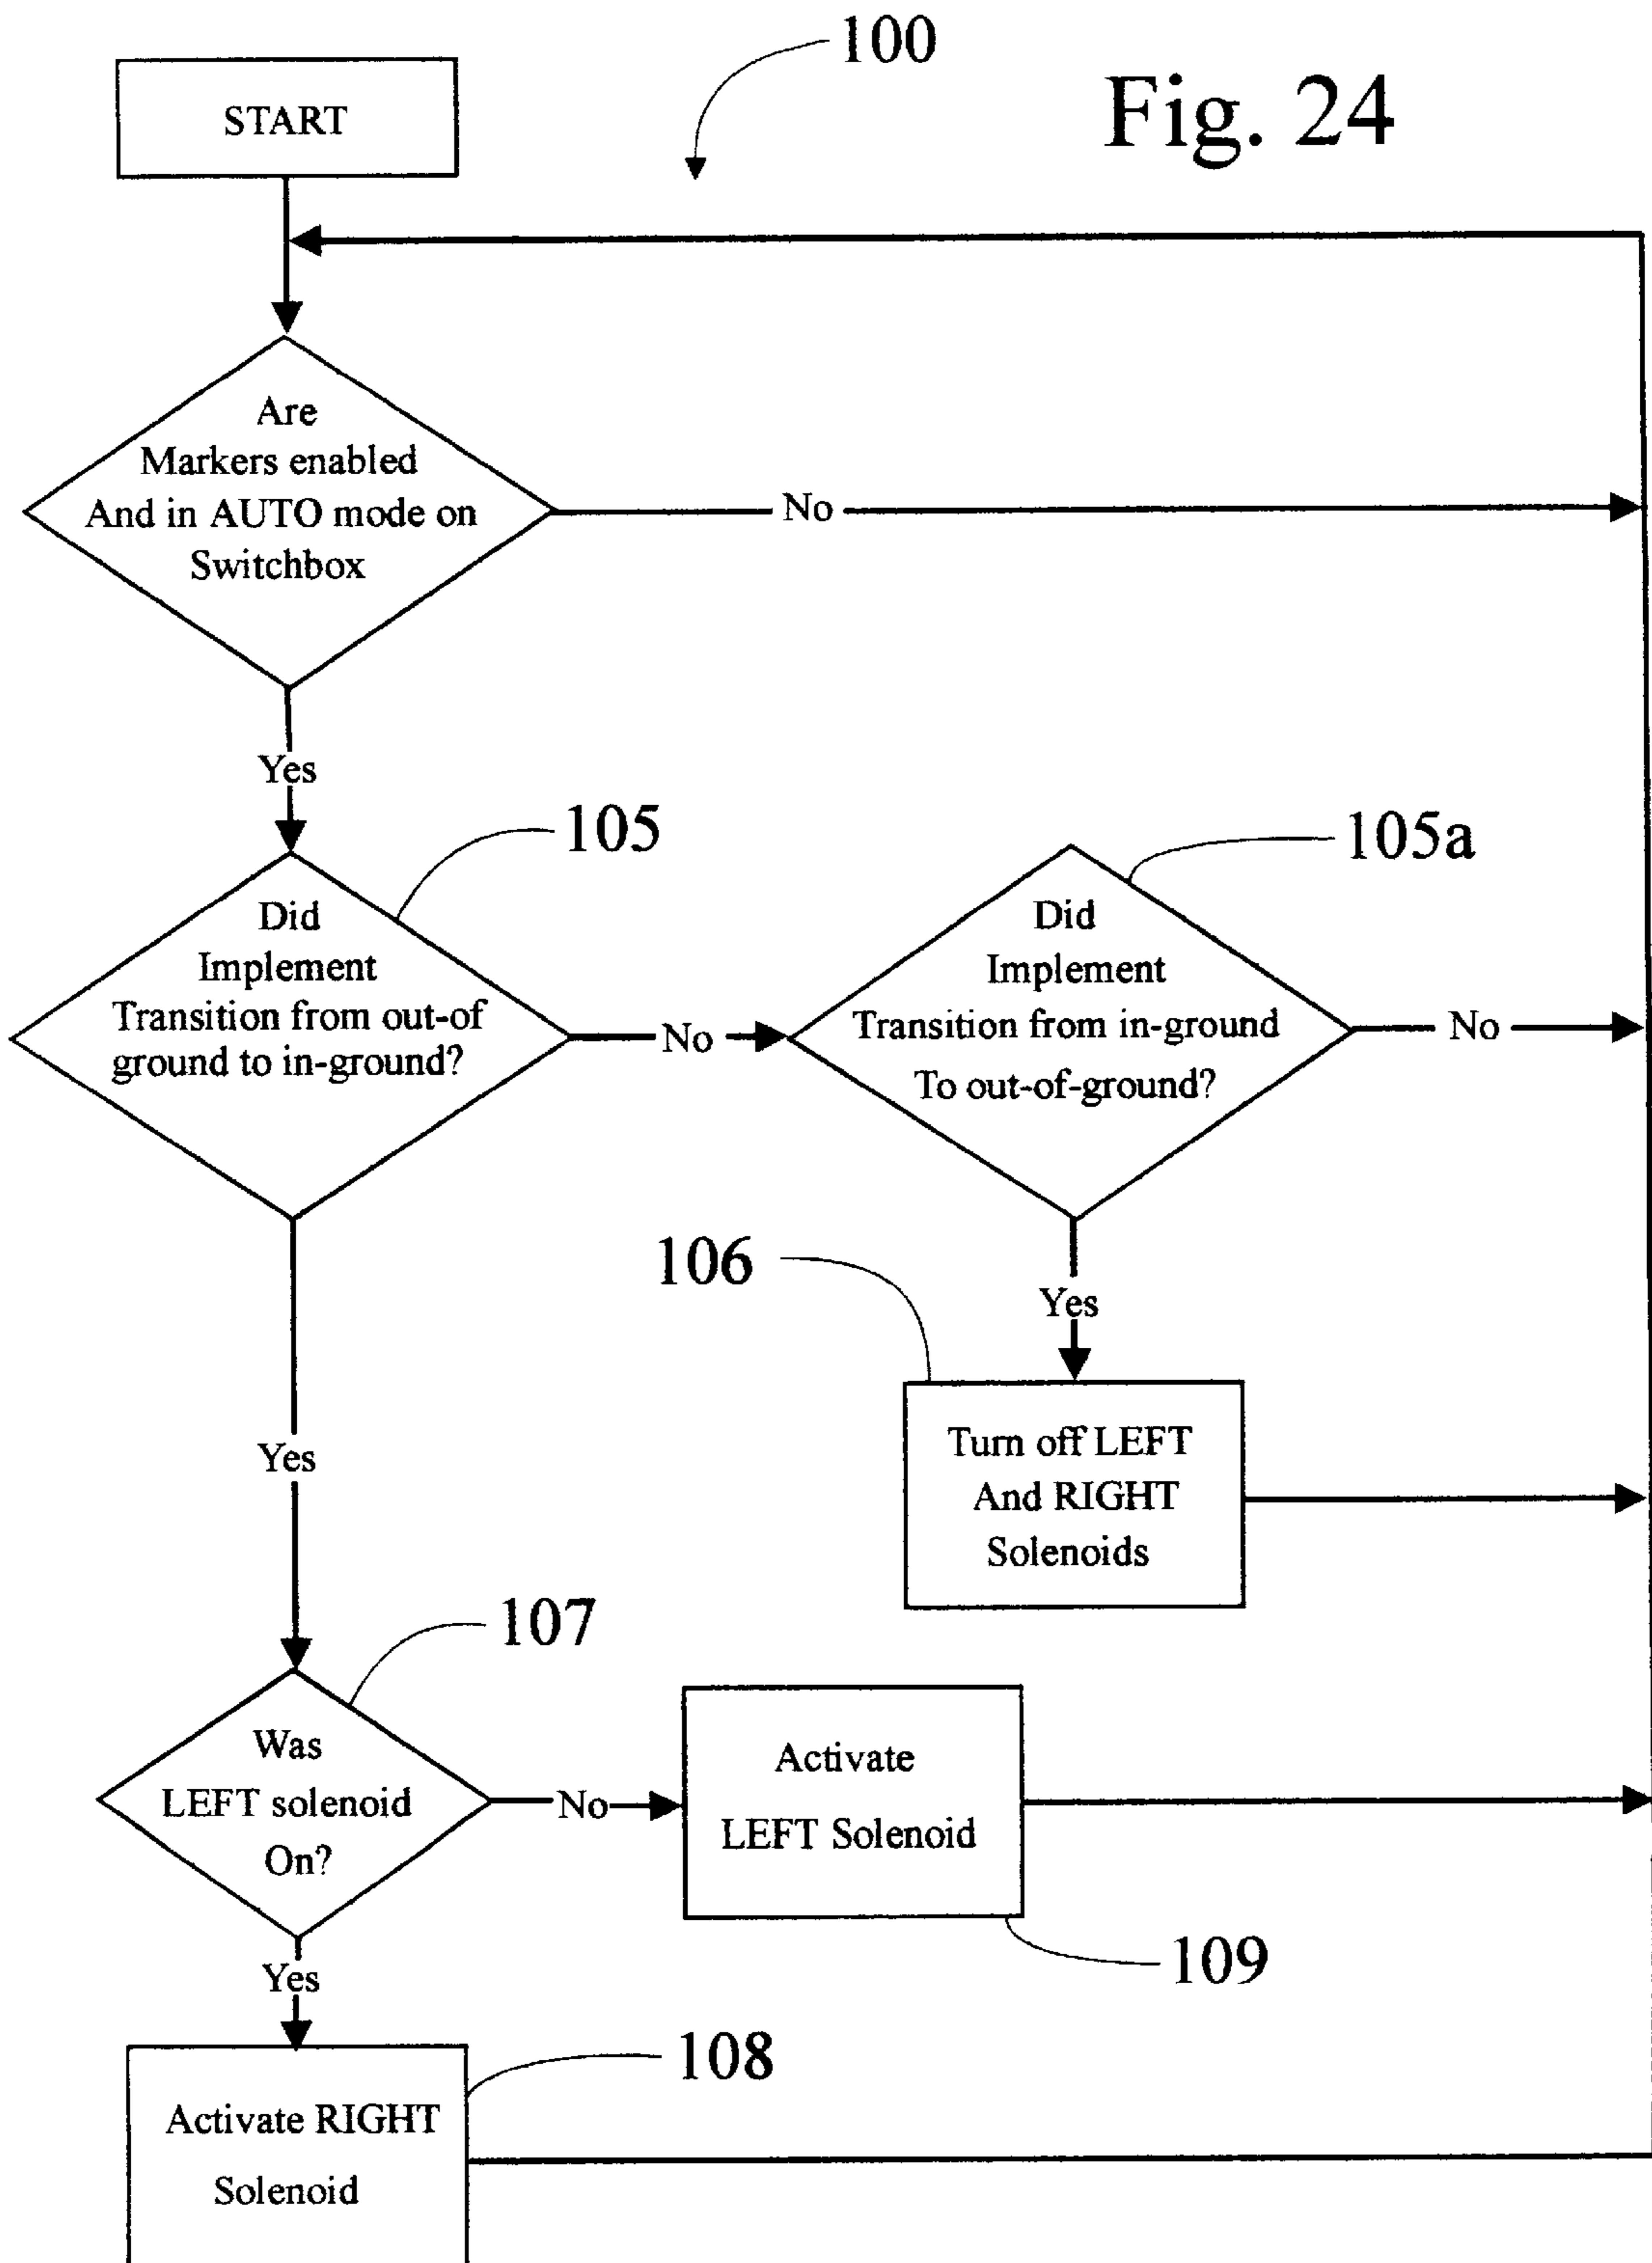 100
Fig. 24
START
Are
Markers enabled
And in AUTO mode on
Switchbox
No
Yes
105
105a
Did
Implement
Transition from out-of
ground to in-ground?
No
Did
Implement
Transition from in-ground
To out-of-ground?
No
106
Yes
Turn off LEFT
And RIGHT
Solenoids
Yes
107
Was
LEFT solenoid
On?
No
Activate
LEFT Solenoid
109
Yes
108
Activate RIGHT
Solenoid